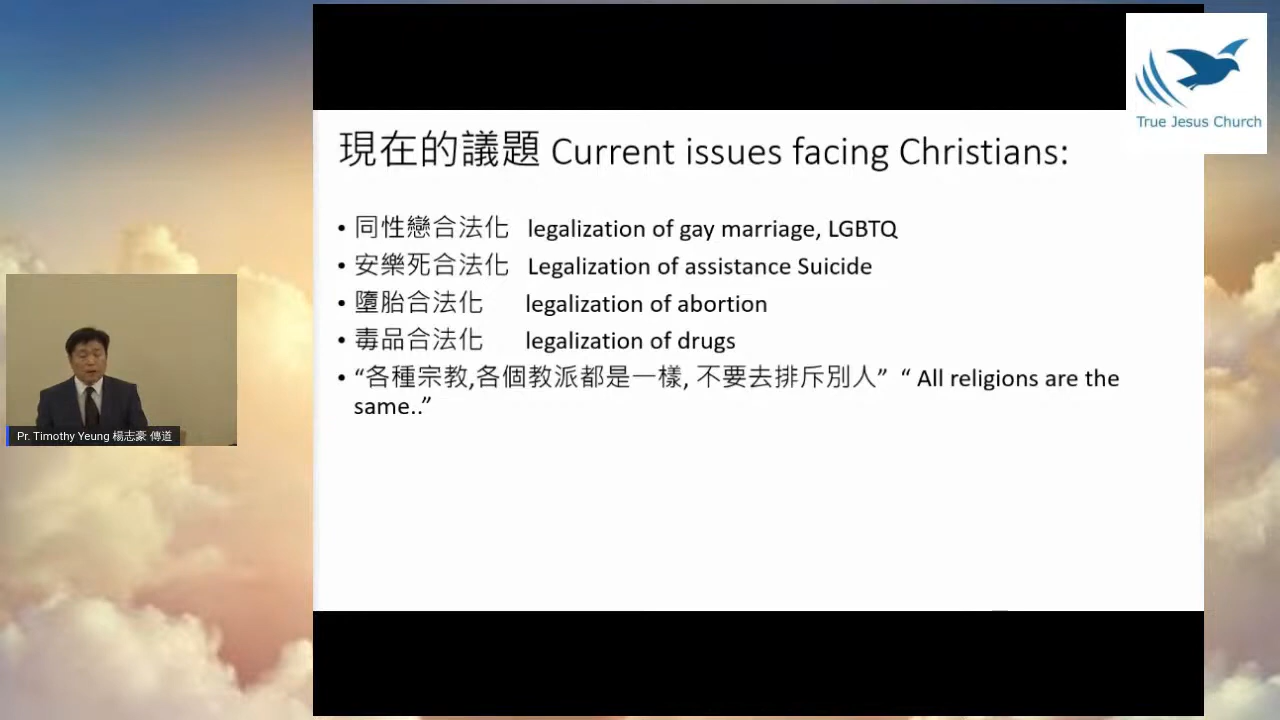 True Jesus Church
現在的議題 Current issues facing Christians:
• 同性戀合法化 legalization of gay marriage, LGBTQ
• 安樂死合法化 Legalization of assistance Suicide
• 墮胎合法化 legalization of abortion
• 毒品合法化 legalization of drugs
• “各種宗教,各個教派都是一樣, 不要去排斥別人” “ All religions are the
same..”
Pr. Timothy Yeung 楊志豪 傳道